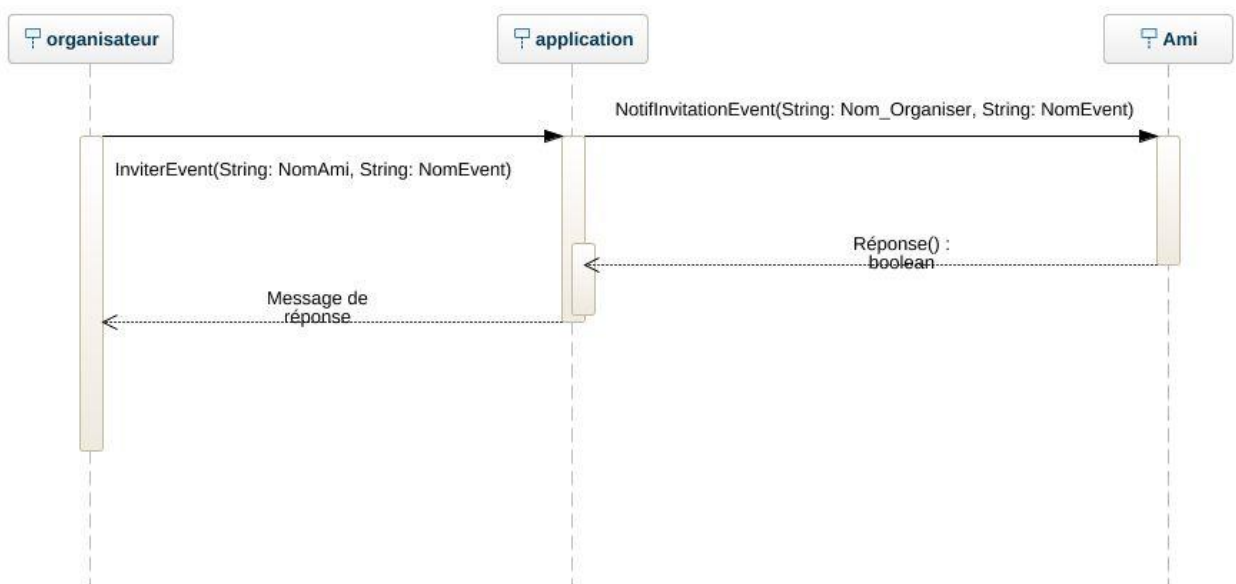 organisateur
application
Ami
NotifInvitationEvent(String: Nom_Organiser, String: NomEvent)
InviterEvent(String: NomAmi, String: NomEvent)
Réponse() :
boolean
Message de
réponse